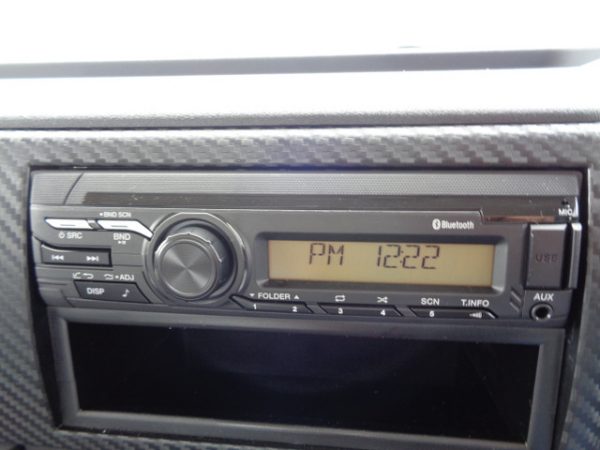 MIC
BND SCN
SRC
BND
Bluetooth
PM 12:22
USB
ADJ
DISP
FOLDER
SCN
T.INFO
AUX
1 2 3 4 5 6